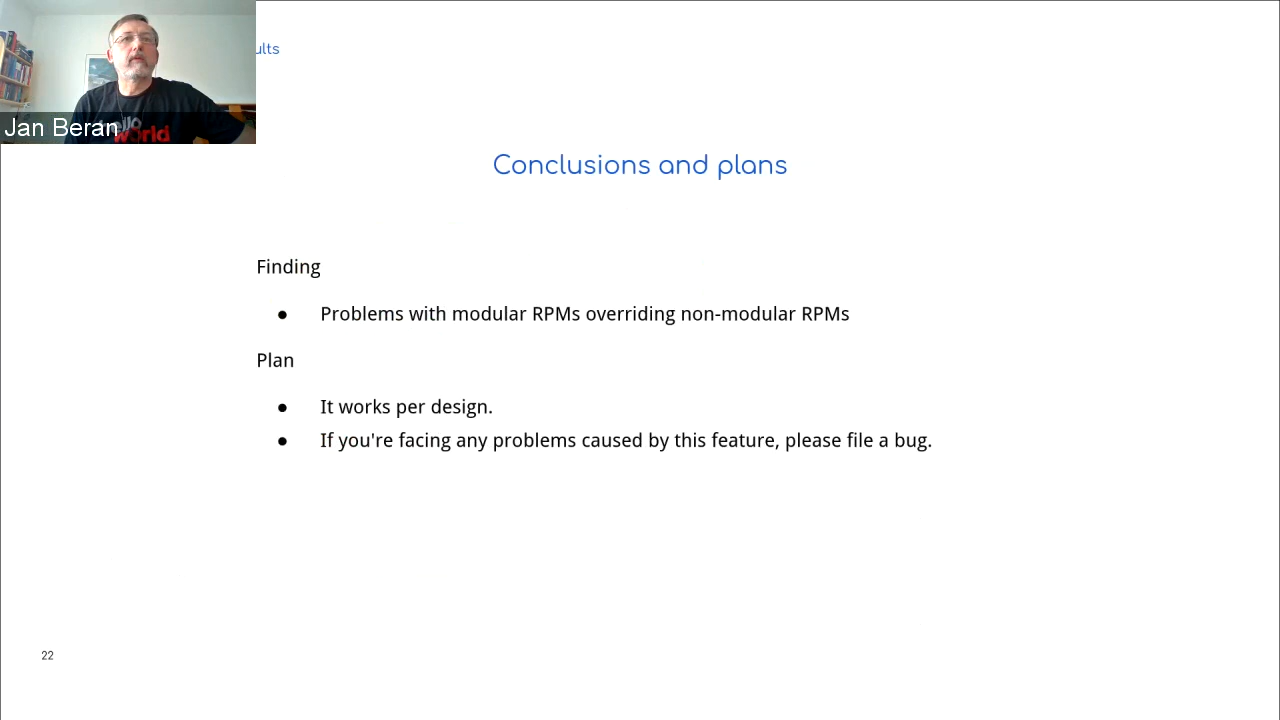 ults
Jan Beran
world
Conclusions and plans
Finding
● Problems with modular RPMs overriding non-modular RPMs
Plan
● It works per design.
● If you're facing any problems caused by this feature, please file a bug.
22